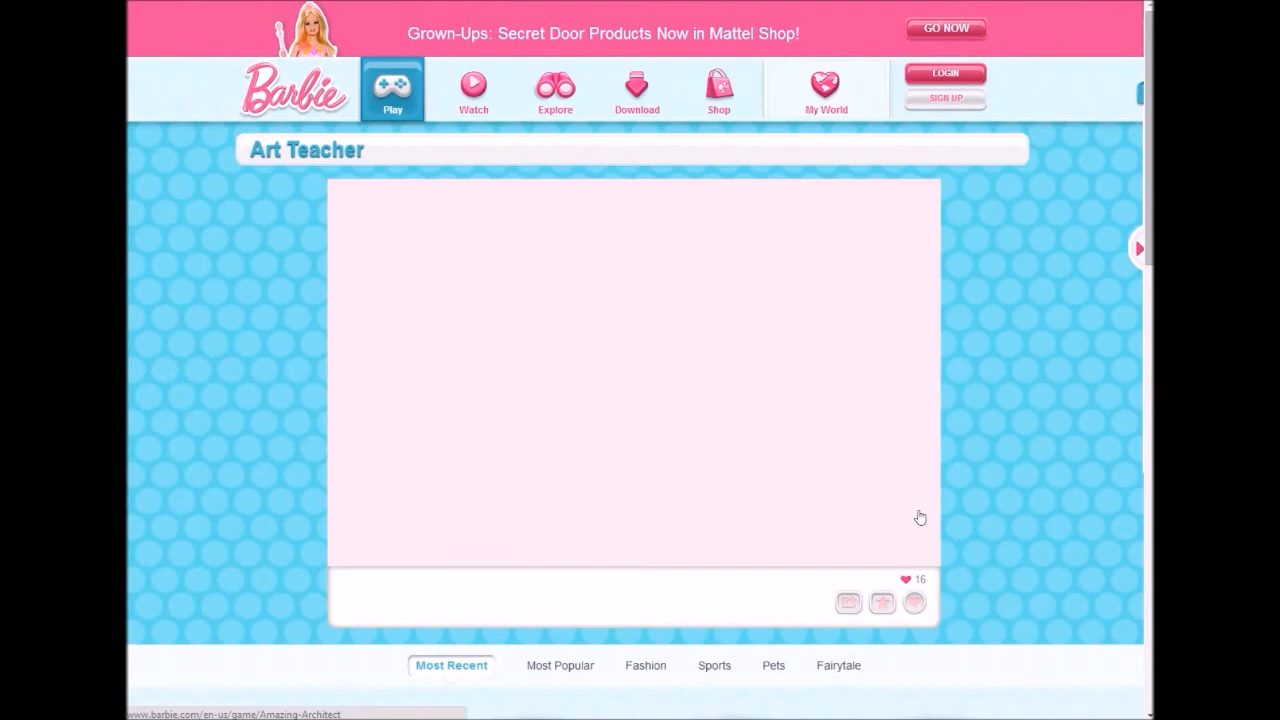 Grown-Ups: Secret Door Products Now in Mattel Shop!
GO NOW
Barbie
Play
Watch
Explore
Download
Shop
My World
LOGIN
SIGN UP
Art Teacher
16
Most Recent
Most Popular
Fashion
Sports
Pets
Fairytale
www.barbie.com/en-us/game/Amazing-Architect